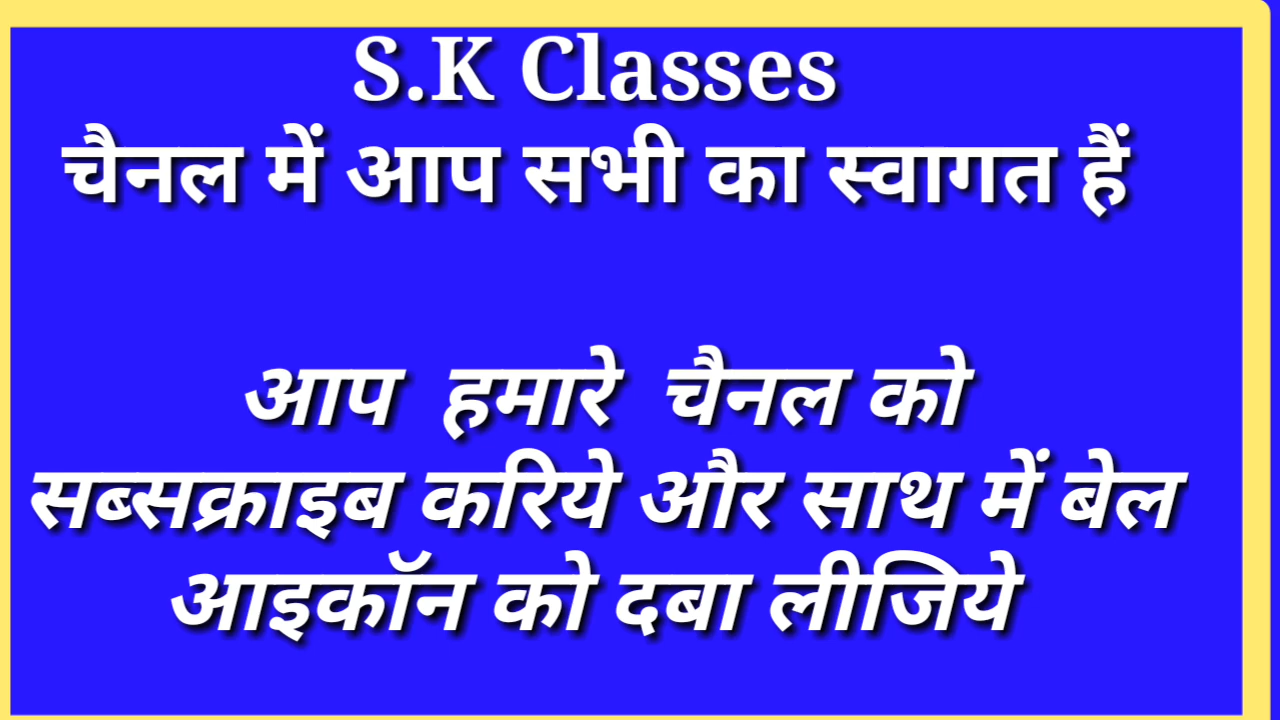 S.K Classes
चैनल में आप सभी का स्वागत हैं
आप हमारे चैनल को
सब्सक्राइब करिये और साथ में बेल
आइकॉन को दबा लीजिये